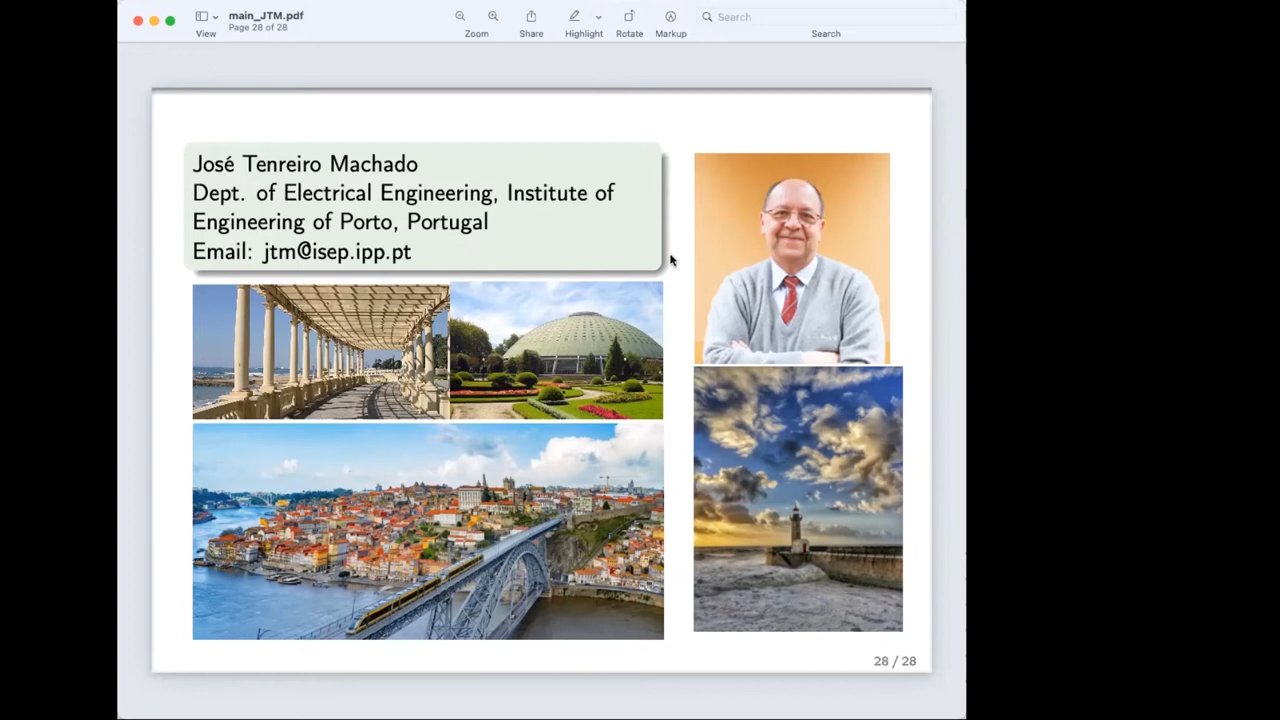 main_JTM.pdf
Page 28 of 28
View
Zoom
Share
Highlight
Rotate
Markup
Search
Search
José Tenreiro Machado
Dept. of Electrical Engineering, Institute of
Engineering of Porto, Portugal
Email: jtm@isep.ipp.pt
28 / 28